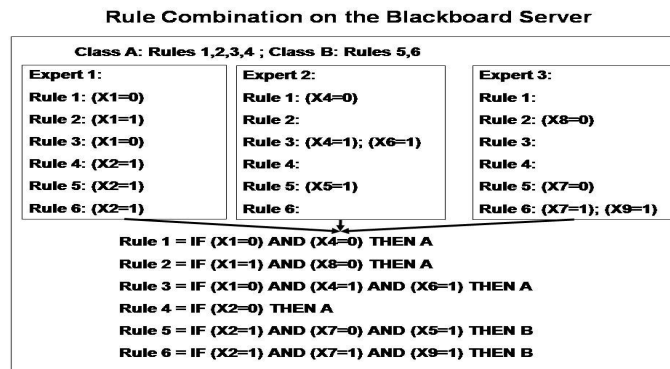 Rule Combination on the Blackboard Server
Class A: Rules 1,2,3,4 ; Class B: Rules 5,6
Expert 1:
Rule 1: (X1=0)
Rule 2: (X1=1)
Rule 3: (X1=0)
Rule 4: (X2=1)
Rule 5: (X2=1)
Rule 6: (X2=1)
Expert 2:
Rule 1: (X4=0)
Rule 2:
Rule 3: (X4=1); (X6=1)
Rule 4:
Rule 5: (X5=1)
Rule 6:
Expert 3:
Rule 1:
Rule 2: (X8=0)
Rule 3:
Rule 4:
Rule 5: (X7=0)
Rule 6: (X7=1); (X9=1)
Rule 1 = IF (X1=0) AND (X4=0) THEN A
Rule 2 = IF (X1=1) AND (X8=0) THEN A
Rule 3 = IF (X1=0) AND (X4=1) AND (X6=1) THEN A
Rule 4 = IF (X2=0) THEN A
Rule 5 = IF (X2=1) AND (X7=0) AND (X5=1) THEN B
Rule 6 = IF (X2=1) AND (X7=1) AND (X9=1) THEN B